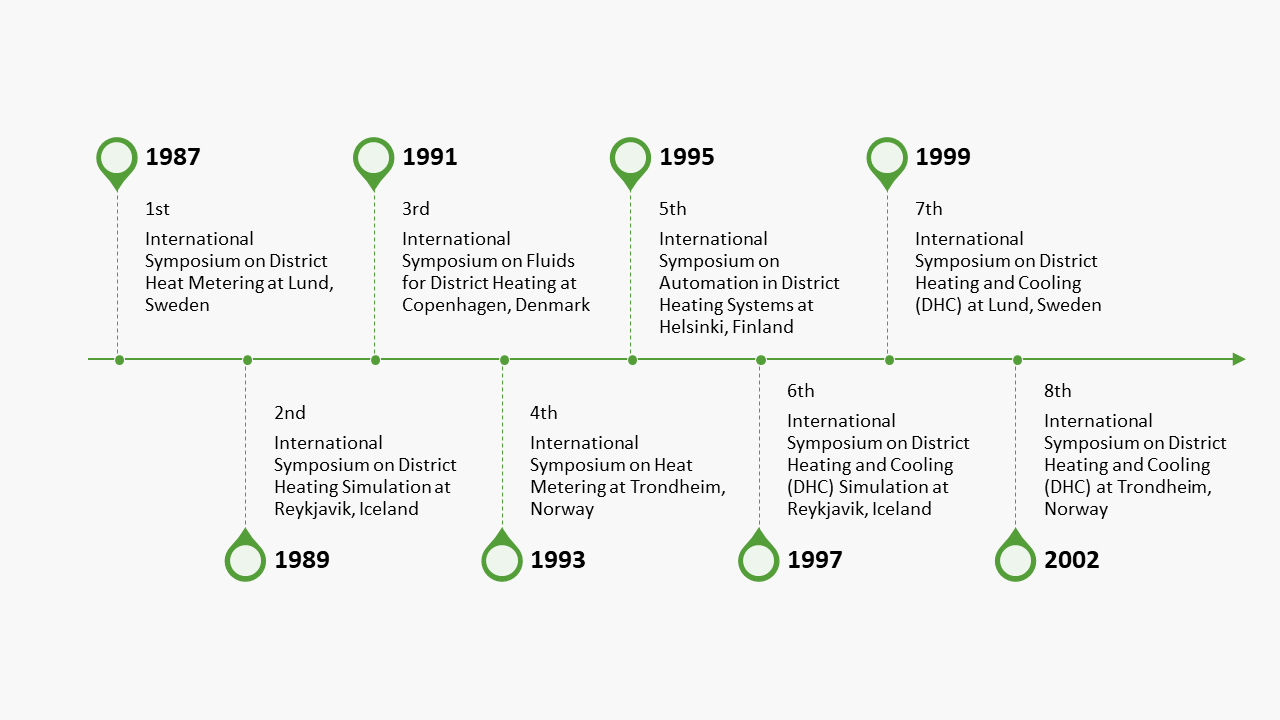 1987
1st
International
Symposium on District
Heat Metering at Lund,
Sweden
1991
3rd
International
Symposium on Fluids
for District Heating at
Copenhagen, Denmark
1995
5th
International
Symposium on
Automation in District
Heating Systems at
Helsinki, Finland
1999
7th
International
Symposium on District
Heating and Cooling
(DHC) at Lund, Sweden
2nd
International
Symposium on District
Heating Simulation at
Reykjavik, Iceland
1989
4th
International
Symposium on Heat
Metering at Trondheim,
Norway
1993
6th
International
Symposium on District
Heating and Cooling
(DHC) Simulation at
Reykjavik, Iceland
1997
8th
International
Symposium on District
Heating and Cooling
(DHC) at Trondheim,
Norway
2002